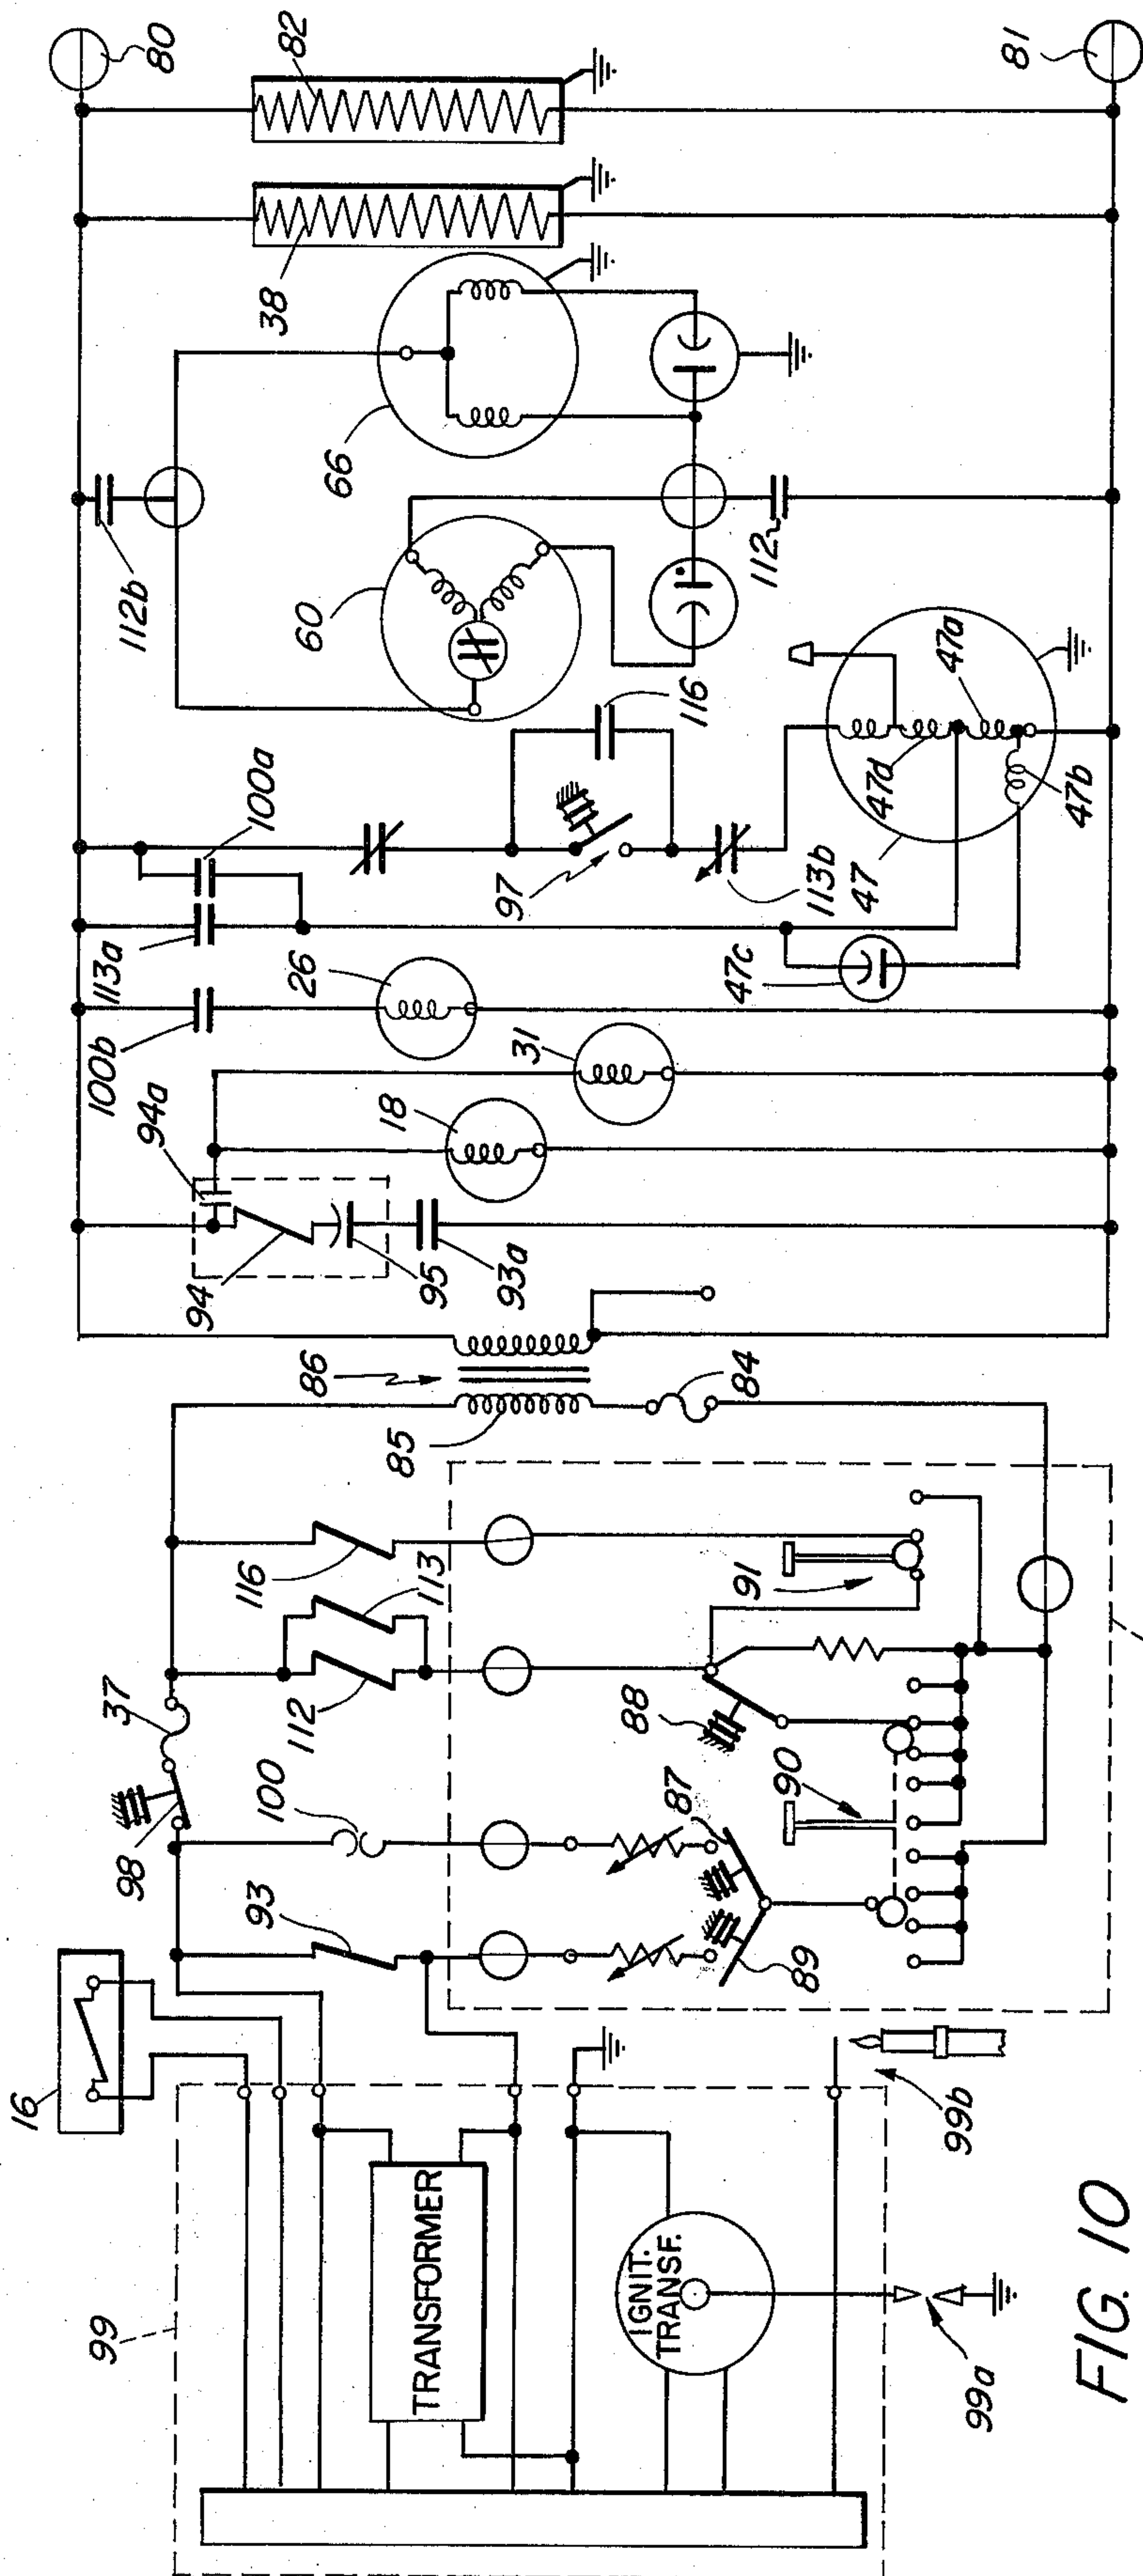 80
82
38
66
112b
60
112
116
100a
97
113b
47
47d
47a
47b
47c
113a
26
100b
31
94a
18
94
95
93a
81
86
84
85
116
113
91
112
37
88
98
100
87
90
93
89
16
99
TRANSFORMER
IGNIT.
TRANSF.
99b
99a
FIG. 10